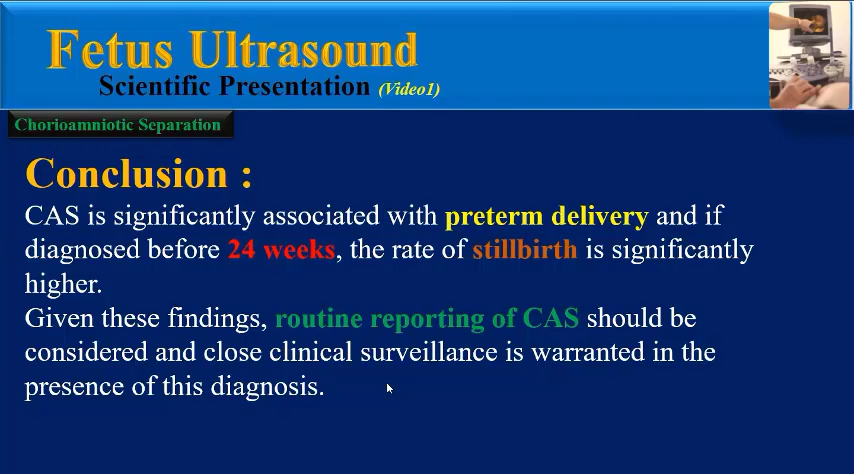 Fetus Ultrasound
Scientific Presentation (Video1)
Chorioamniotic Separation
Conclusion :
CAS is significantly associated with preterm delivery and if
diagnosed before 24 weeks, the rate of stillbirth is significantly
higher.
Given these findings, routine reporting of CAS should be
considered and close clinical surveillance is warranted in the
presence of this diagnosis.